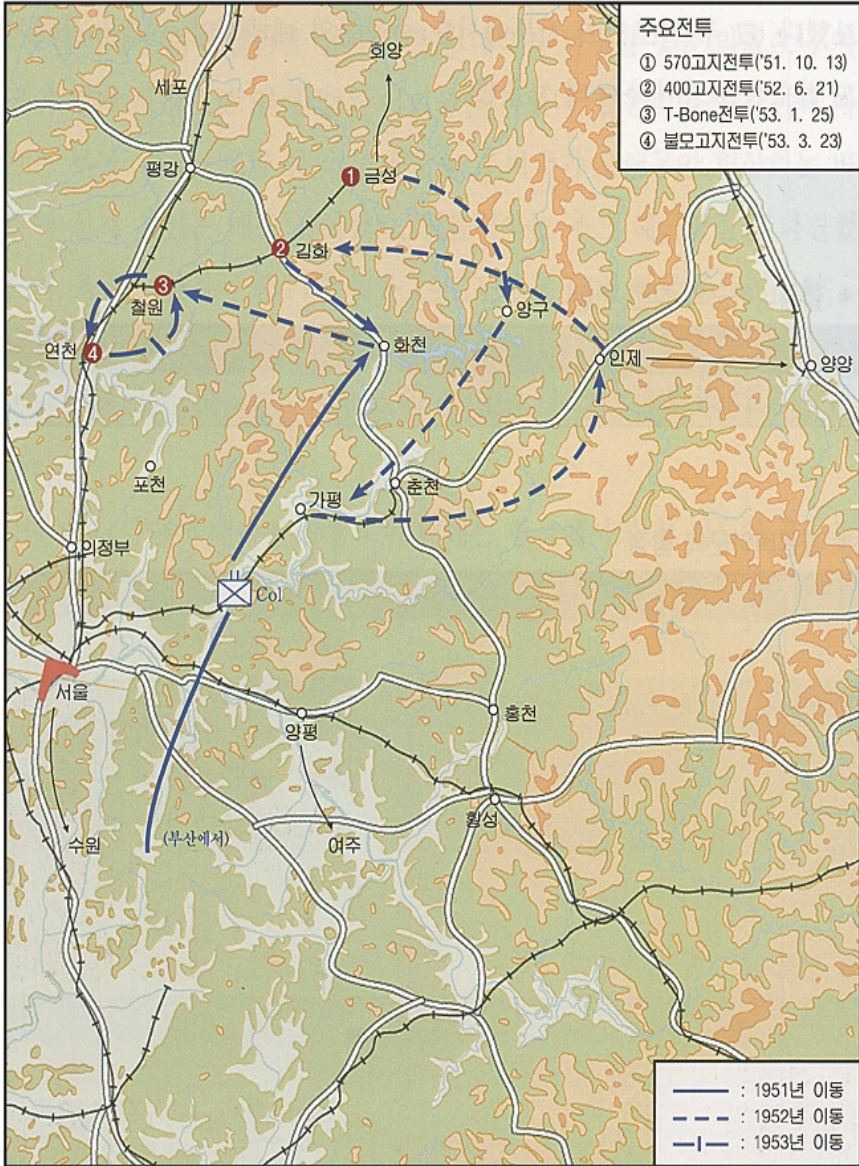 주요전투
① 570고지전투('51. 10. 13)
② 400고지전투('52. 6. 21)
③ T-Bone전투('53. 1. 25)
④ 불모고지전투('53. 3. 23)
회양
세포
평강
1 금성
2 김화
3
철원
양구
연천 4
화천
인제
양양
포천
가평
춘천
의정부
Col
서울
양평
홍천
수원
(부산에서)
여주
횡성
: 1951년 이동
: 1952년 이동
: 1953년 이동